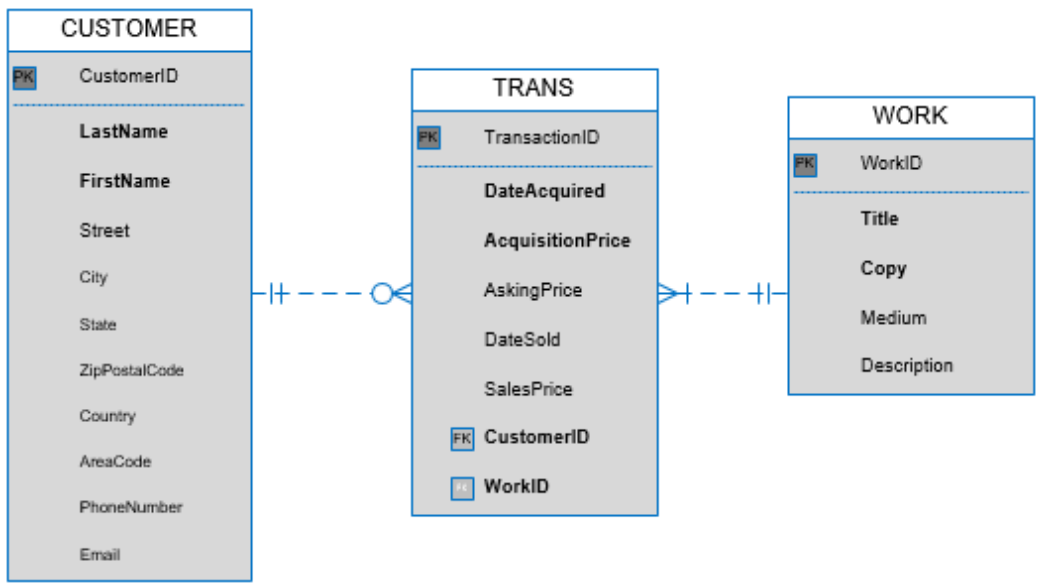 CUSTOMER
PK CustomerID
LastName
FirstName
Street
City
State
ZipPostalCode
Country
AreaCode
PhoneNumber
Email
TRANS
PK TransactionID
DateAcquired
AcquisitionPrice
AskingPrice
DateSold
SalesPrice
FK CustomerID
WorkID
WORK
PK WorkID
Title
Copy
Medium
Description